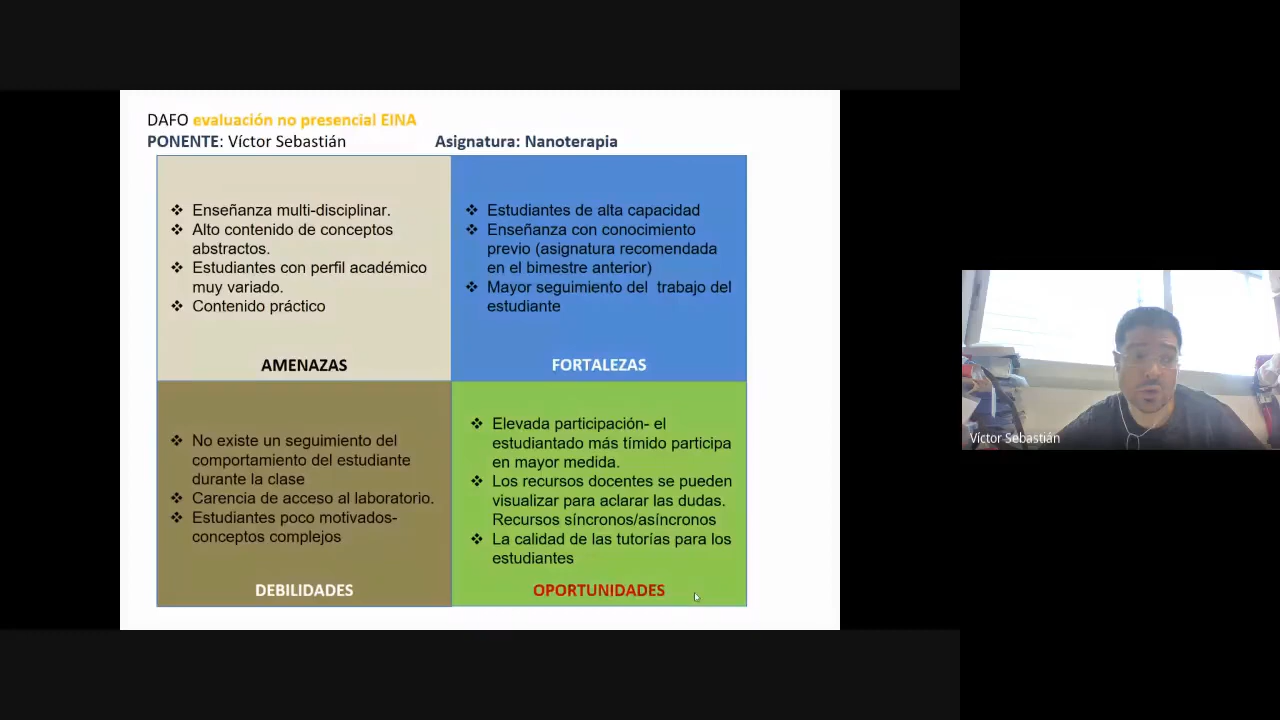 DAFO evaluación no presencial EINA
PONENTE: Víctor Sebastián Asignatura: Nanoterapia
❖ Enseñanza multi-disciplinar.
❖ Alto contenido de conceptos
abstractos.
❖ Estudiantes con perfil académico
muy variado.
❖ Contenido práctico
AMENAZAS
❖ Estudiantes de alta capacidad
❖ Enseñanza con conocimiento
previo (asignatura recomendada
en el bimestre anterior)
❖ Mayor seguimiento del trabajo del
estudiante
FORTALEZAS
❖ No existe un seguimiento del
comportamiento del estudiante
durante la clase
❖ Carencia de acceso al laboratorio.
❖ Estudiantes poco motivados-
conceptos complejos
DEBILIDADES
❖ Elevada participación- el
estudiantado más tímido participa
en mayor medida.
❖ Los recursos docentes se pueden
visualizar para aclarar las dudas.
Recursos síncronos/asíncronos
❖ La calidad de las tutorías para los
estudiantes
OPORTUNIDADES
Víctor Sebastián